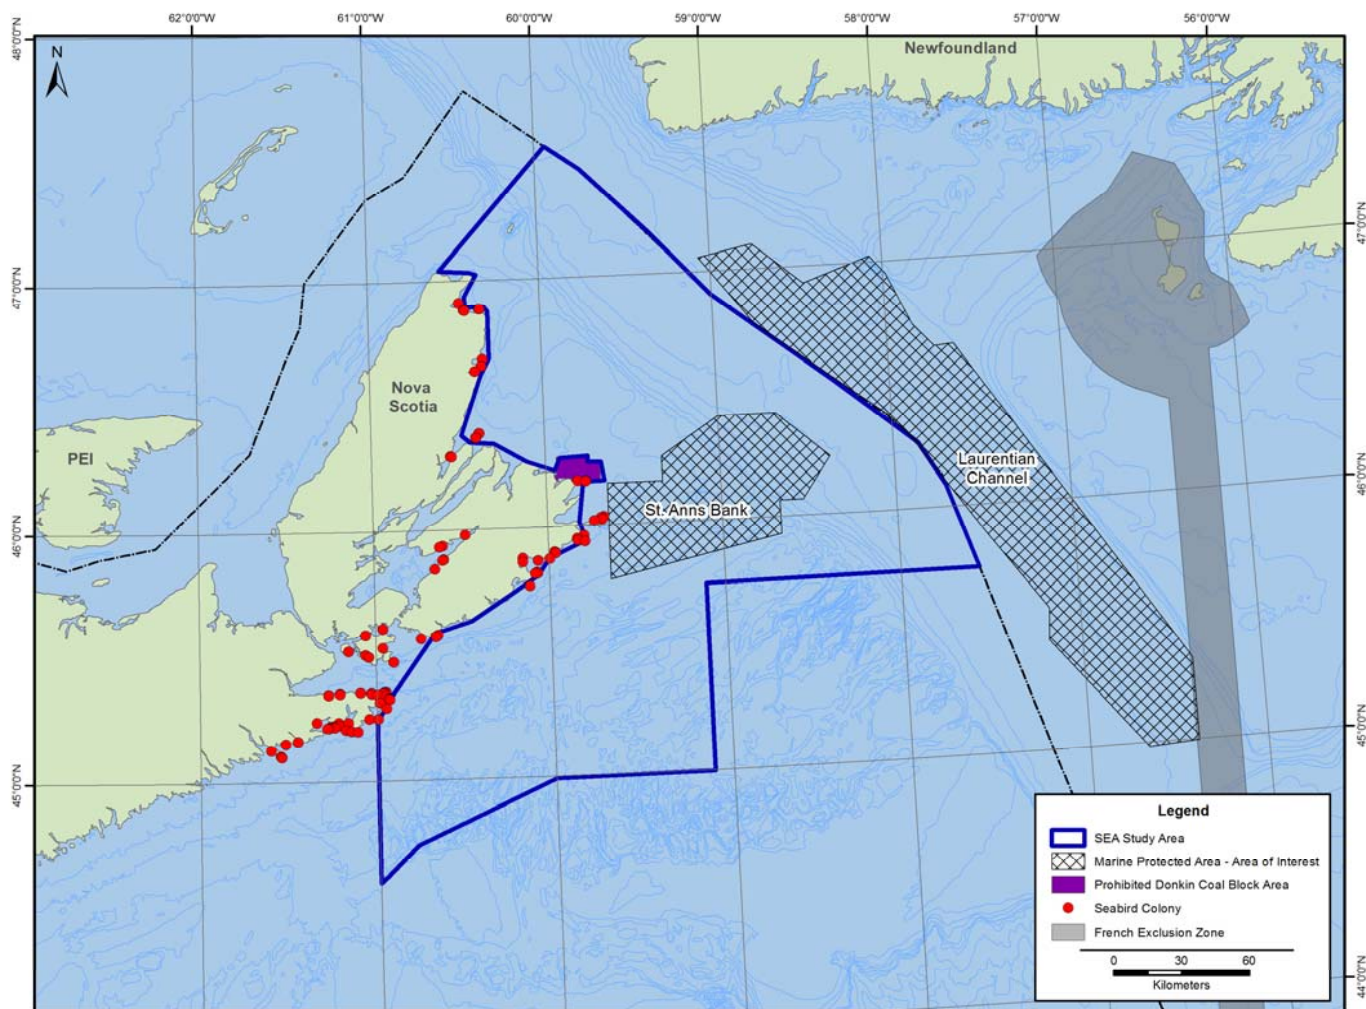 62°0'0"W
61°0'0"W
60°0'0"W
59°0'0"W
58°0'0"W
57°0'0"W
56°0'0"W
48°0'0"N
N
Newfoundland
47°0'0"N
47°0'0"N
Nova
Scotia
PEI
Laurentian
Channel
46°0'0"N
St. Anns Bank
46°0'0"N
45°0'0"N
45°0'0"N
Legend
SEA Study Area
Marine Protected Area - Area of Interest
Prohibited Donkin Coal Block Area
Seabird Colony
French Exclusion Zone
0 30 60
Kilometers
44°0'0"N